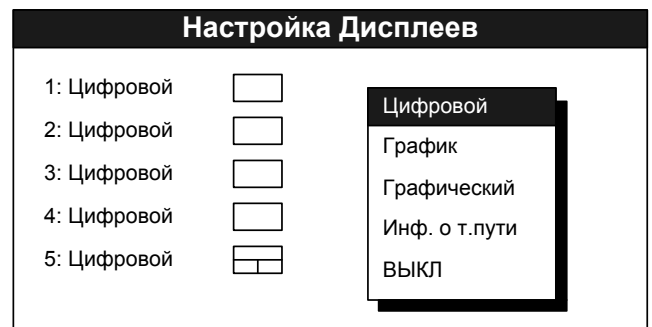 Настройка Дисплеев
1: Цифровой
2: Цифровой
3: Цифровой
4: Цифровой
5: Цифровой
Цифровой
График
Графический
Инф. о т.пути
ВЫКЛ